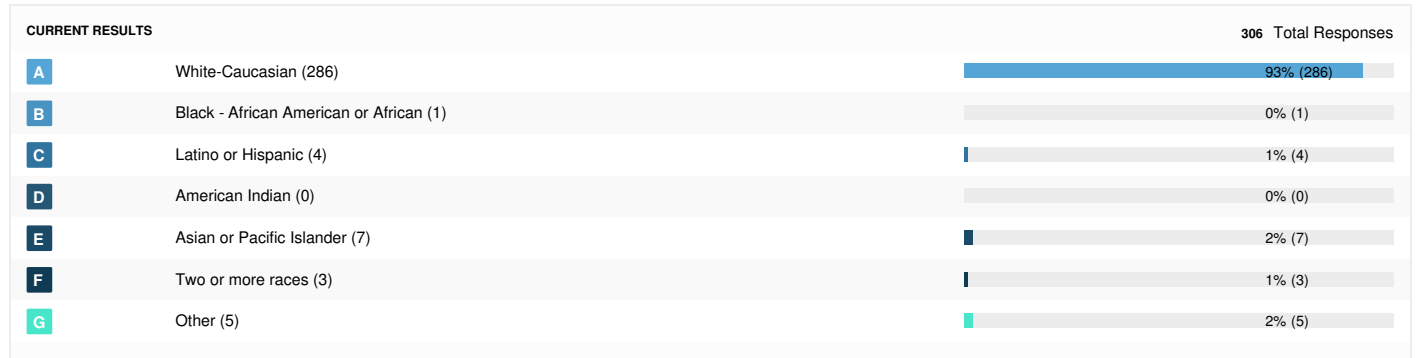 CURRENT RESULTS 306 Total Responses
A White-Caucasian (286) 93% (286)
B Black - African American or African (1) 0% (1)
C Latino or Hispanic (4) 1% (4)
D American Indian (0) 0% (0)
E Asian or Pacific Islander (7) 2% (7)
F Two or more races (3) 1% (3)
G Other (5) 2% (5)